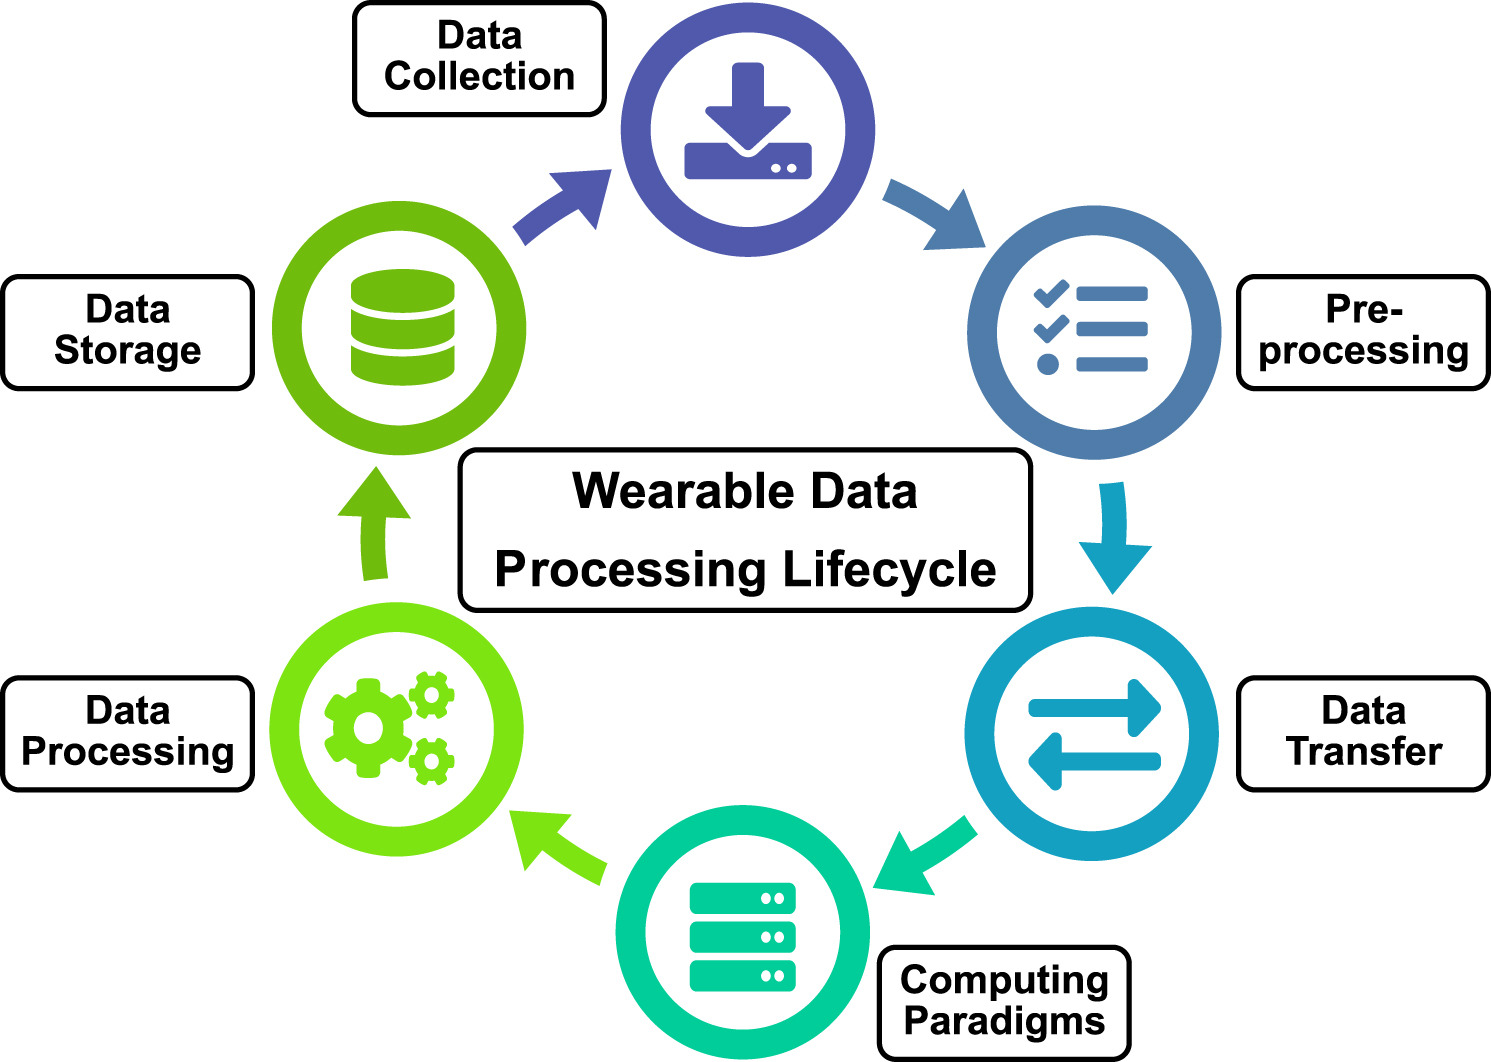 Data
Collection
Data
Storage
Pre-
processing
Wearable Data
Processing Lifecycle
Data
Processing
Data
Transfer
Computing
Paradigms